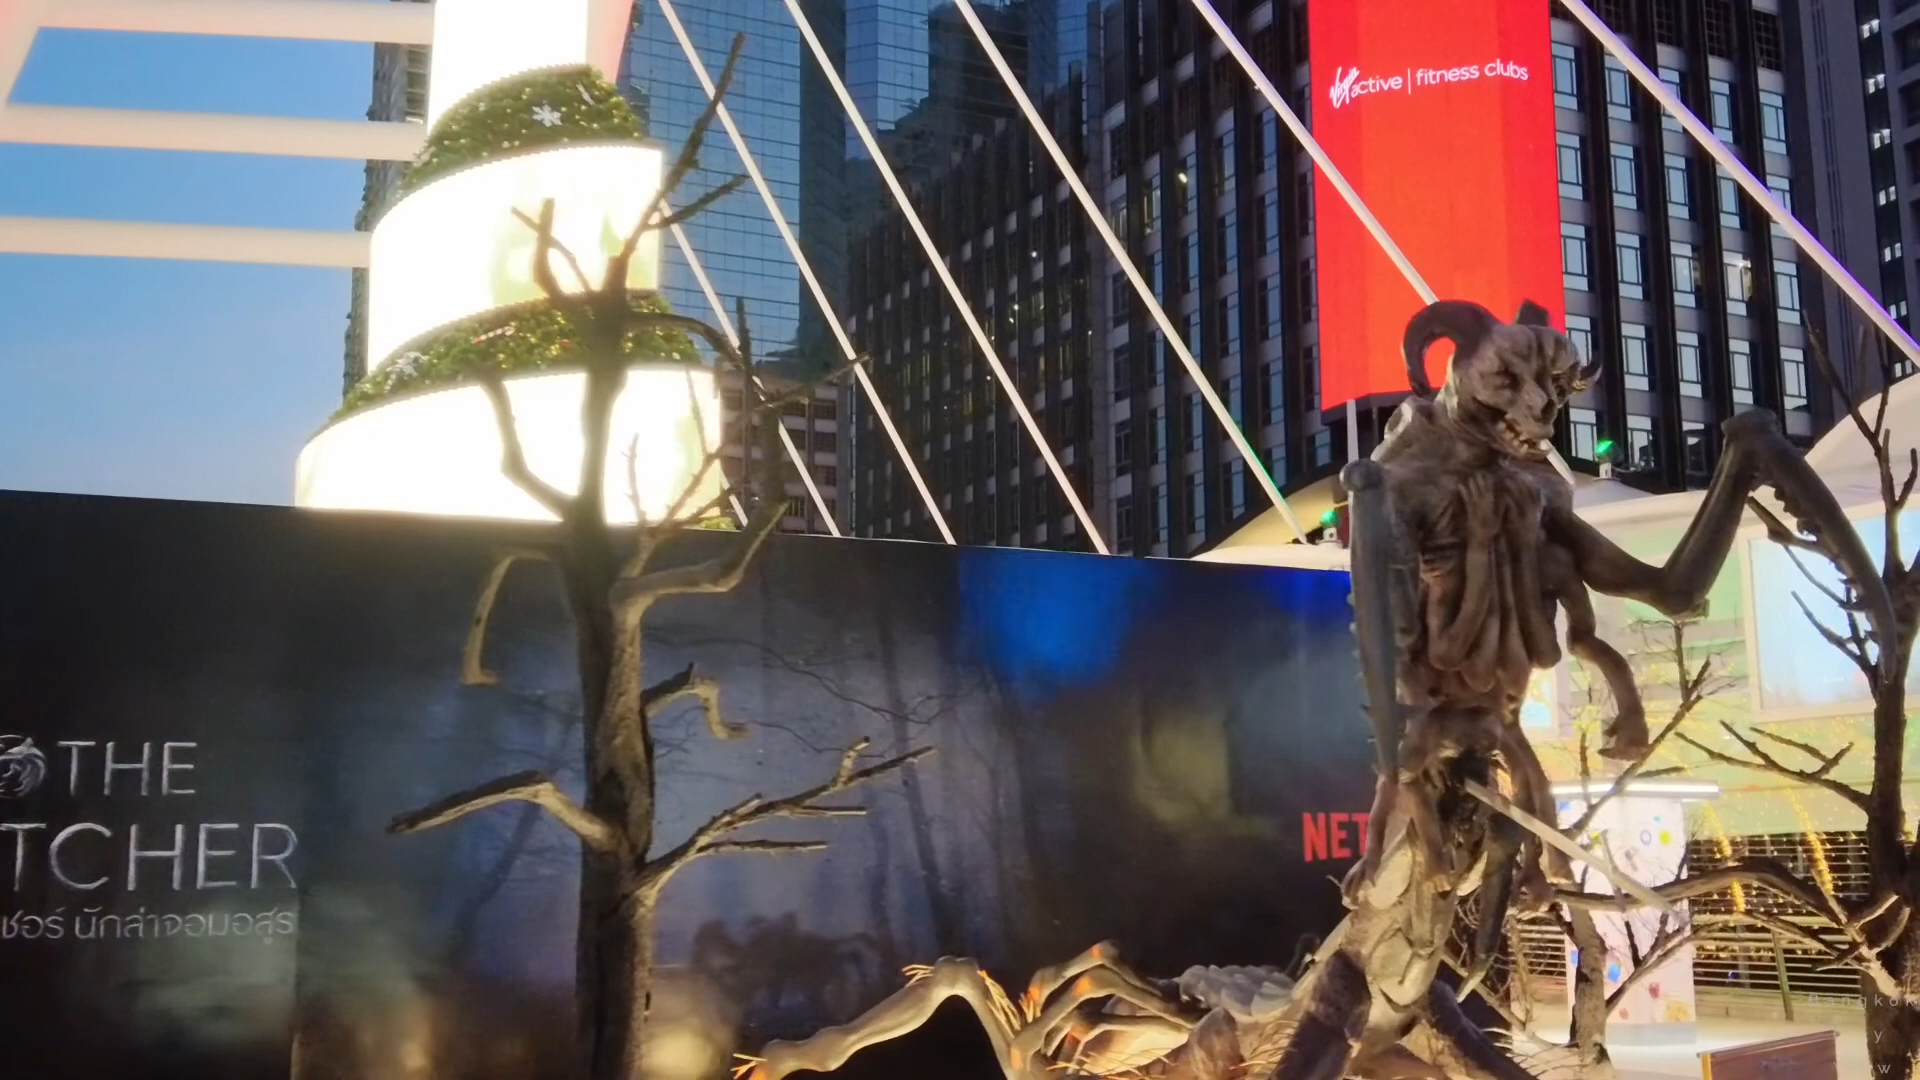 Virgin active | fitness clubs
THE
TCHER
ชอร์ นักล่าจอมอสูร
NET
Bangkok
y
w